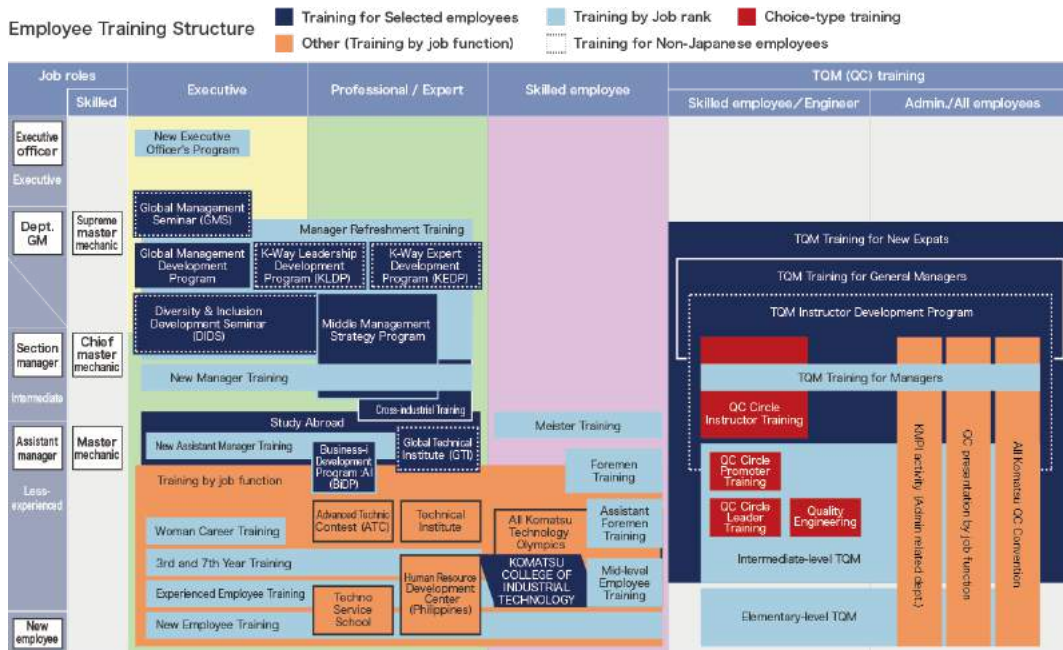 Employee Training Structure
Training for Selected employees
Training by Job rank
Choice-type training
Other (Training by job function)
Training for Non-Japanese employees
Job roles
Skilled
Executive
Professional / Expert
Skilled employee
TQM (QC) training
Skilled employee/Engineer
Admin./All employees
Executive
officer
Executive
New Executive
Officer's Program
Dept.
GM
Supreme
master
mechanic
Global Management
Seminar (GMS)
Manager Refreshment Training
Global Management
Development
Program
K-Way Leadership
Development
Program (KLDP)
K-Way Expert
Development
Program (KEDP)
Diversity & Inclusion
Development Seminar
(DIDS)
Middle Management
Strategy Program
TQM Training for New Expats
TQM Training for General Managers
TQM Instructor Development Program
Section
manager
Chief
master
mechanic
New Manager Training
TQM Training for Managers
Intermediate
Cross-industrial Training
QC Circle
Instructor Training
Assistant
manager
Master
mechanic
Study Abroad
New Assistant Manager Training
Business-i
Development
Program :AI
(BiDP)
Global Technical
Institute (GTI)
Meister Training
Less-
experienced
Training by job function
Foremen
Training
QC Circle
Promoter
Training
Woman Career Training
Advanced Technic
Contest (ATC)
Technical
Institute
All Komatsu
Technology
Olympics
Assistant
Foremen
Training
QC Circle
Leader
Training
Quality
Engineering
3rd and 7th Year Training
Experienced Employee Training
Human Resource
Development
Center
(Philippines)
KOMATSU
COLLEGE OF
INDUSTRIAL
TECHNOLOGY
Mid-level
Employee
Training
Intermediate-level TQM
Techno
Service
School
New
employee
New Employee Training
Elementary-level TQM
KMPI activity (Admin related dept.)
QC presentation by job function
All Komatsu QC Convention